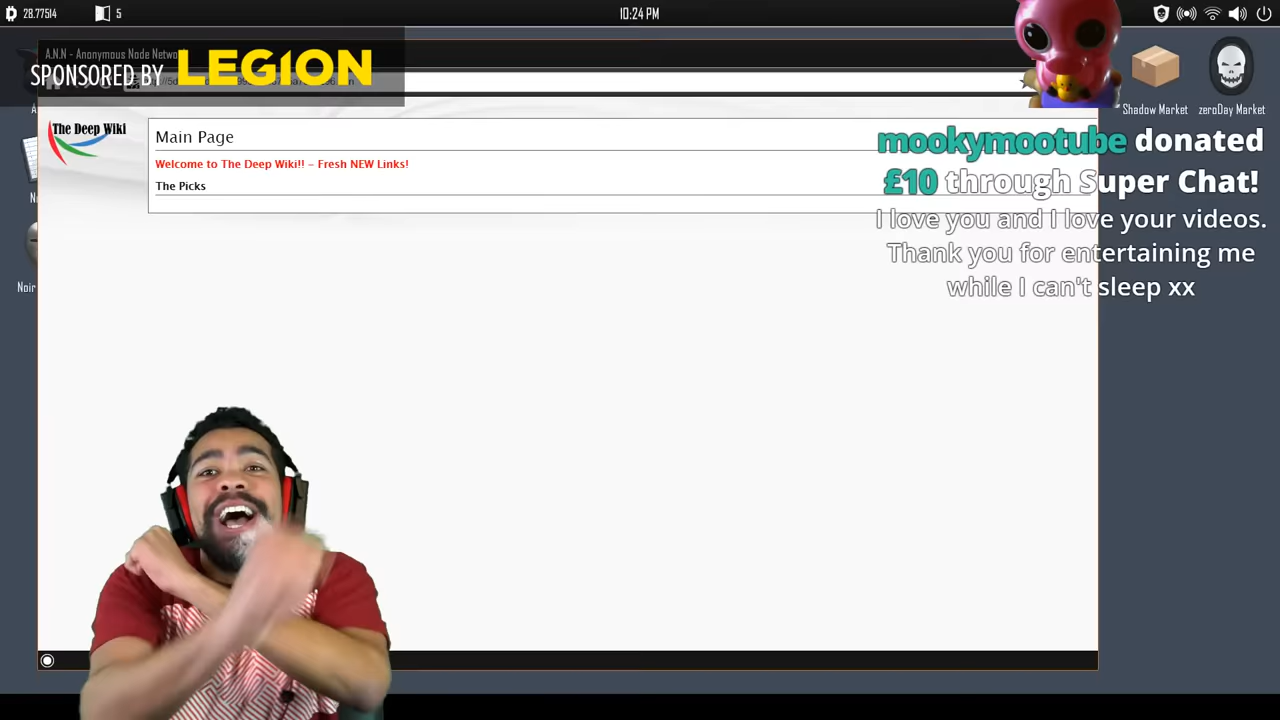 28.77514
5
10:24 PM
A.N.N - Anonymous Node Netw
SPONSORED BY LEGION
Shadow Market
zeroDay Market
The Deep Wiki
Main Page
Welcome to The Deep Wiki!! – Fresh NEW Links!
The Picks
mookymootube donated
£10 through Super Chat!
I love you and I love your videos.
Thank you for entertaining me
while I can't sleep xx
Noir